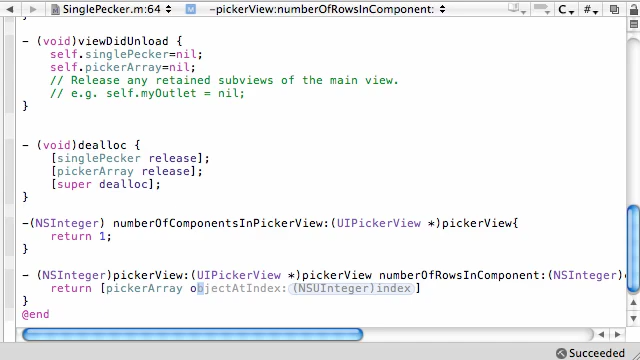 SinglePecker.m:64
M
-pickerView:numberOfRowsInComponent:
C
#
- (void)viewDidUnload {
self.singlePecker=nil;
self.pickerArray=nil;
// Release any retained subviews of the main view.
// e.g. self.myOutlet = nil;
}
- (void)dealloc {
[singlePecker release];
[pickerArray release];
[super dealloc];
}
-(NSInteger) numberOfComponentsInPickerView:(UIPickerView *)pickerView{
return 1;
}
- (NSInteger)pickerView:(UIPickerView *)pickerView numberOfRowsInComponent:(NSInteger)
return [pickerArray objectAtIndex:(NSUInteger)index]
}
@end
Succeeded